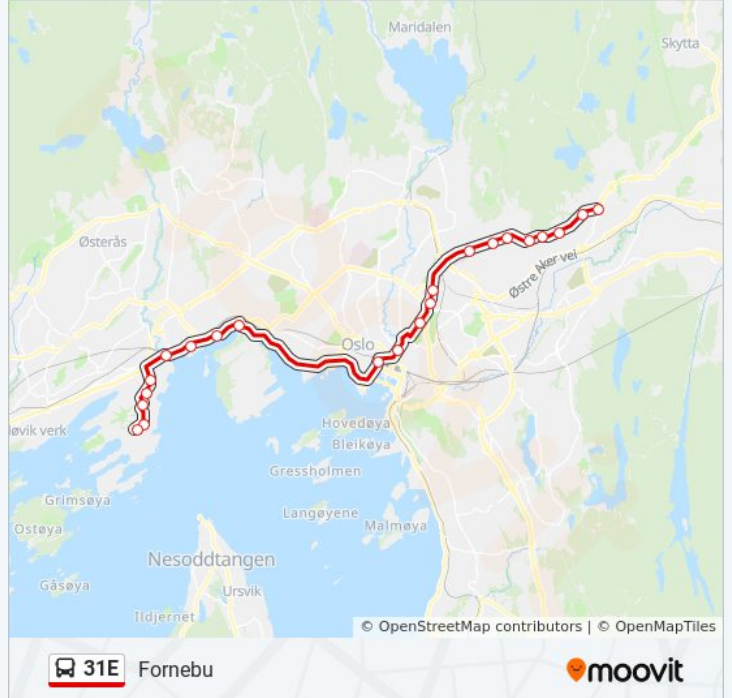 Maridalen
Skytta
Østerås
Østre Aker vei
Oslo
Hovedøya
øvik verk
Bleikøya
Gressholmen
Grimsøya
Langøyene
Malmøya
Ostøya
Nesoddtangen
Gåsøya
Ursvik
Ildjernet
© OpenStreetMap contributors | © OpenMapTiles
31E Fornebu
moovit